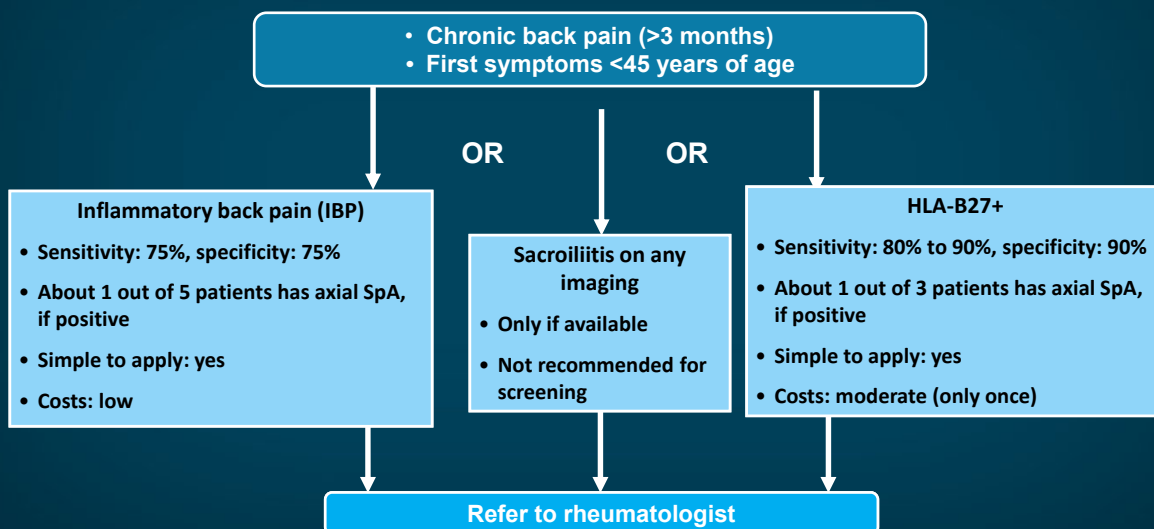 • Chronic back pain (>3 months)
• First symptoms <45 years of age
OR
OR
Inflammatory back pain (IBP)
• Sensitivity: 75%, specificity: 75%
• About 1 out of 5 patients has axial SpA,
if positive
• Simple to apply: yes
• Costs: low
Sacroiliitis on any
imaging
• Only if available
• Not recommended for
screening
HLA-B27+
• Sensitivity: 80% to 90%, specificity: 90%
• About 1 out of 3 patients has axial SpA,
if positive
• Simple to apply: yes
• Costs: moderate (only once)
Refer to rheumatologist